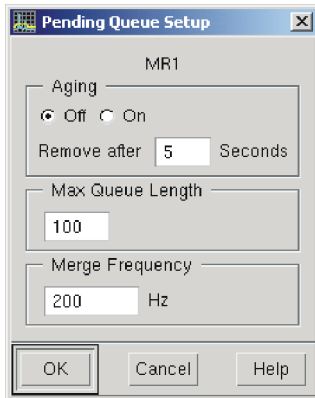 Pending Queue Setup
MR1
Aging
Off On
Remove after 5 Seconds
Max Queue Length
100
Merge Frequency
200 Hz
OK Cancel Help